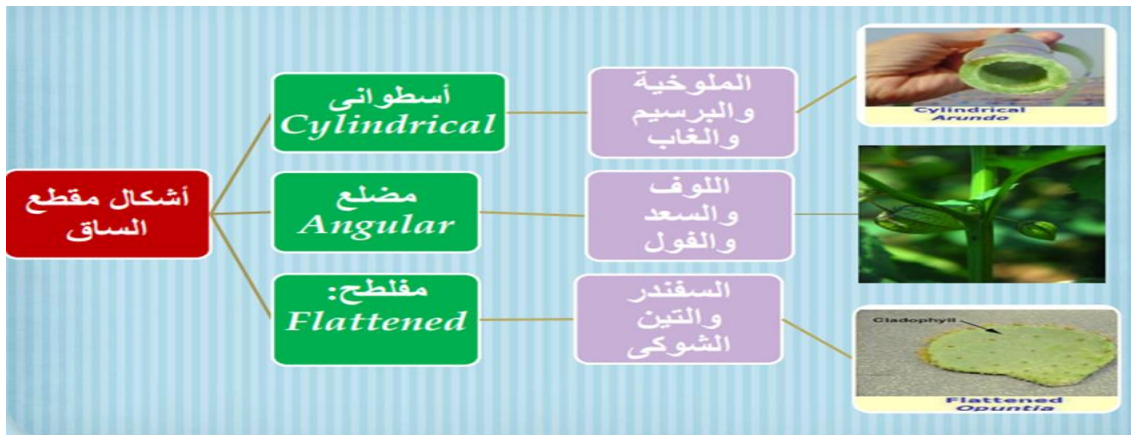 أشكال مقطع
الساق
أسطوانى
Cylindrical
الملوخية
والبرسيم
والغاب
Cylindrical
Arundo
مضلع
Angular
اللوف
والسعد
والفول
مفلطح:
Flattened
السفندر
والتين
الشوكى
Cladophyll
Flattened
Opuntia